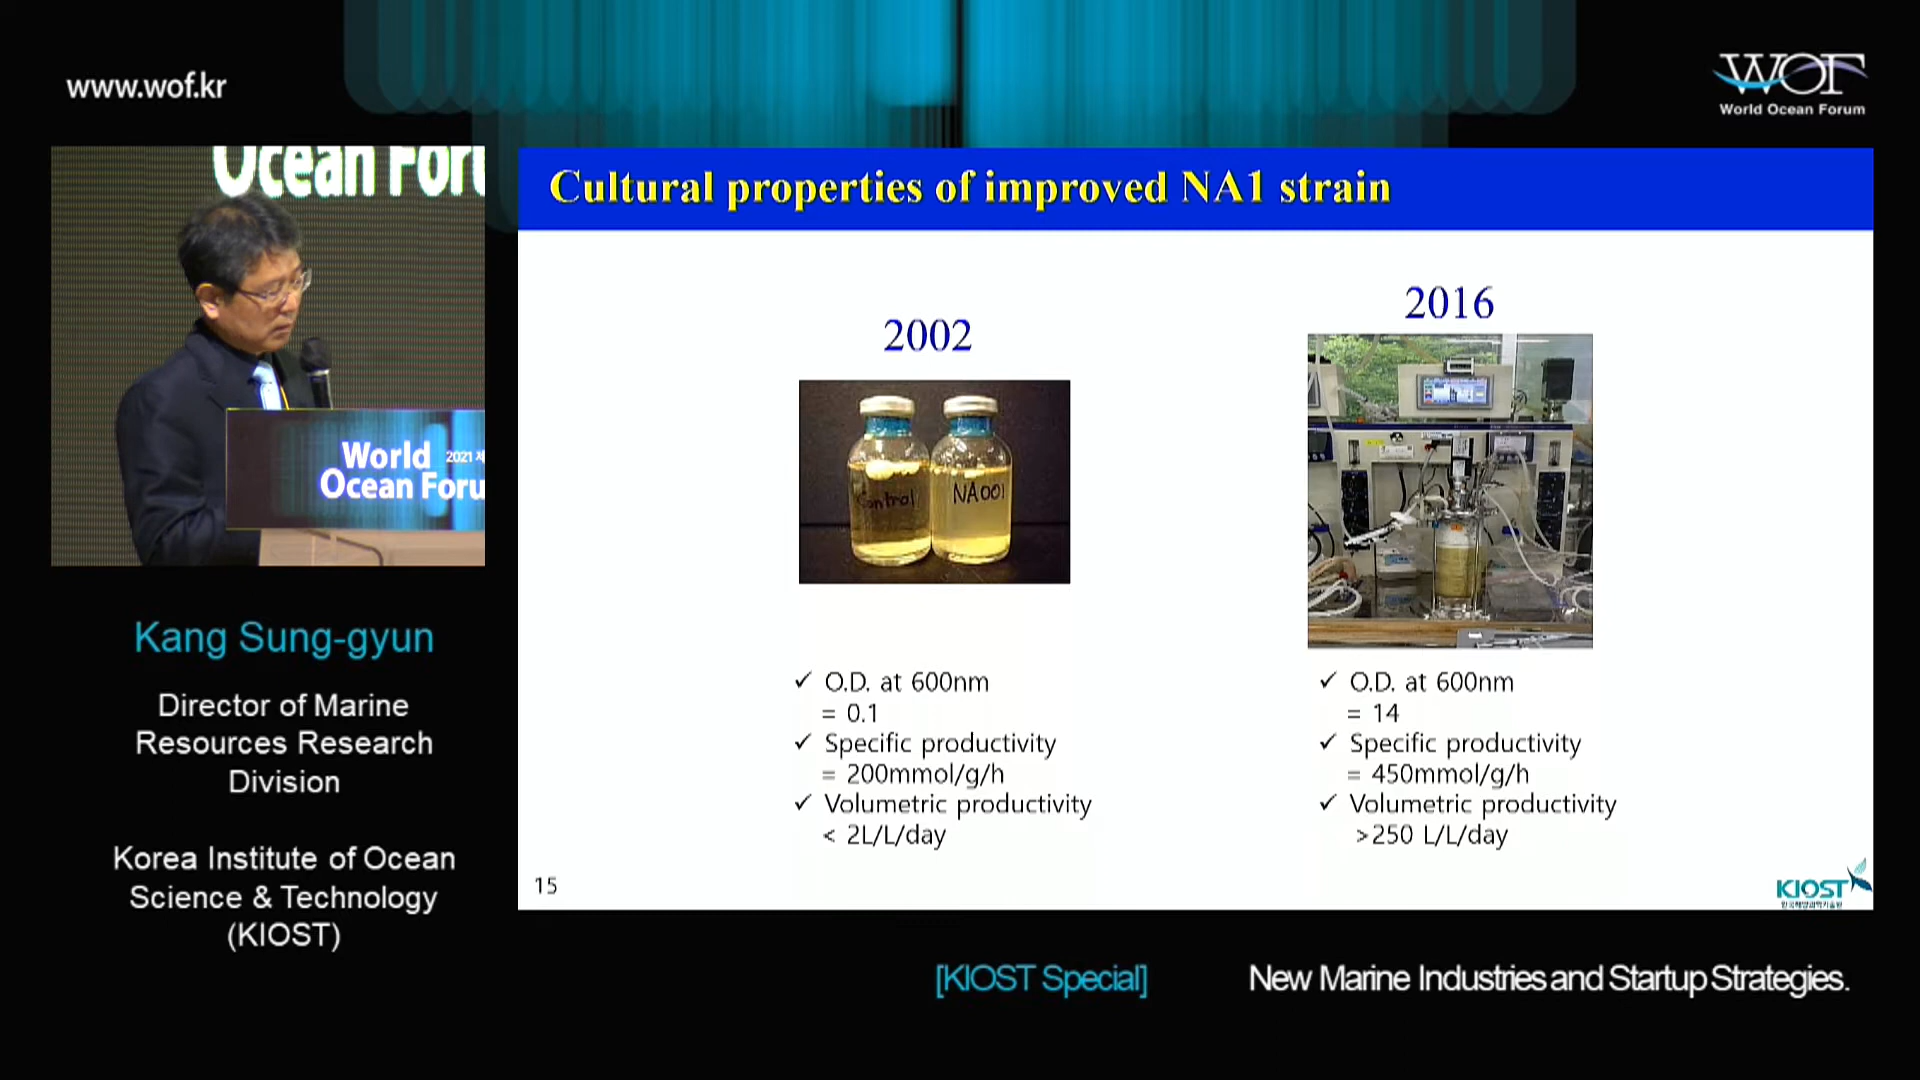 www.wof.kr
WOF
World Ocean Forum
Ocean For
World 2021 제
Ocean Foru
Kang Sung-gyun
Director of Marine
Resources Research
Division
Korea Institute of Ocean
Science & Technology
(KIOST)
Cultural properties of improved NA1 strain
2002
Control
NA001
✓ O.D. at 600nm
= 0.1
✓ Specific productivity
= 200mmol/g/h
✓ Volumetric productivity
< 2L/L/day
2016
✓ O.D. at 600nm
= 14
✓ Specific productivity
= 450mmol/g/h
✓ Volumetric productivity
>250 L/L/day
15
KIOST
한국해양과학기술원
[KIOST Special]
New Marine Industries and Startup Strategies.